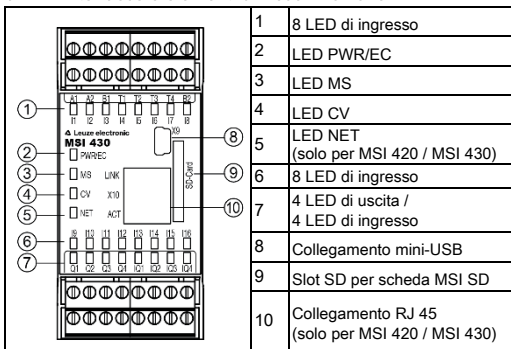 A1 A2 B1 T1 T2 T3 T4 B2
I1 I2 I3 I4 I5 I6 I7 I8
Leuze electronic
MSI 430
X9
PWR/EC
MS LINK
CV X10
NET ACT
SD-Card
I9 I10 I11 I12 I13 I14 I15 I16
Q1 Q2 Q3 Q4 IQ1 IQ2 IQ3 IQ4
1
2
3
4
5
6
7
8
9
10
1 8 LED di ingresso
2 LED PWR/EC
3 LED MS
4 LED CV
5 LED NET
(solo per MSI 420 / MSI 430)
6 8 LED di ingresso
7 4 LED di uscita /
4 LED di ingresso
8 Collegamento mini-USB
9 Slot SD per scheda MSI SD
10 Collegamento RJ 45
(solo per MSI 420 / MSI 430)